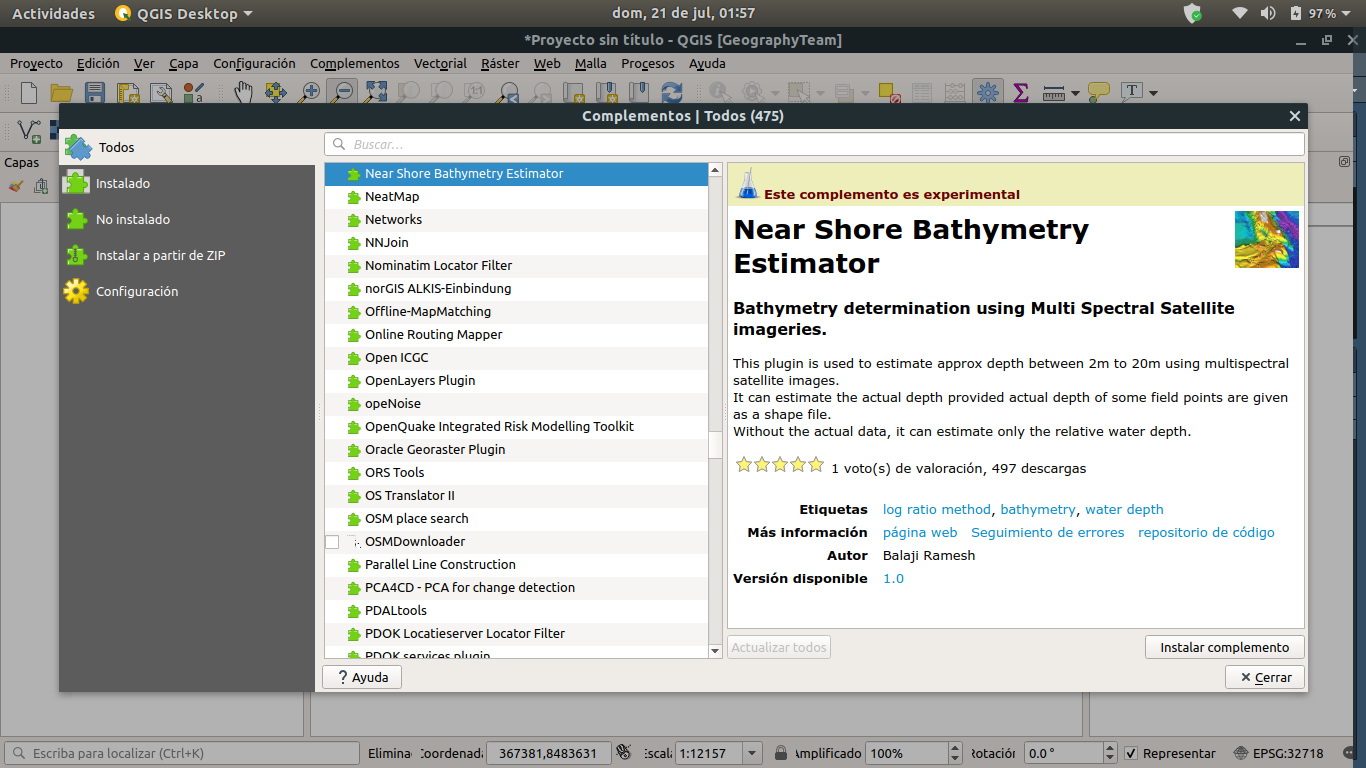 Actividades QGIS Desktop dom, 21 de jul, 01:57 97%
*Proyecto sin título - QGIS [GeographyTeam]
Proyecto Edición Ver Capa Configuración Complementos Vectorial Ráster Web Malla Procesos Ayuda
Complementos | Todos (475)
Capas
Todos
Instalado
No instalado
Instalar a partir de ZIP
Configuración
Buscar...
Near Shore Bathymetry Estimator
NeatMap
Networks
NNJoin
Nominatim Locator Filter
norGIS ALKIS-Einbindung
Offline-MapMatching
Online Routing Mapper
Open ICGC
OpenLayers Plugin
opeNoise
OpenQuake Integrated Risk Modelling Toolkit
Oracle Georaster Plugin
ORS Tools
OS Translator II
OSM place search
OSMDownloader
Parallel Line Construction
PCA4CD - PCA for change detection
PDALtools
PDOK Locatieserver Locator Filter
PDOK services plugin
Este complemento es experimental
Near Shore Bathymetry
Estimator
Bathymetry determination using Multi Spectral Satellite
imageries.
This plugin is used to estimate approx depth between 2m to 20m using multispectral
satellite images.
It can estimate the actual depth provided actual depth of some field points are given
as a shape file.
Without the actual data, it can estimate only the relative water depth.
1 voto(s) de valoración, 497 descargas
Etiquetas log ratio method, bathymetry, water depth
Más información página web Seguimiento de errores repositorio de código
Autor Balaji Ramesh
Versión disponible 1.0
Actualizar todos Instalar complemento
? Ayuda Cerrar
Escriba para localizar (Ctrl+K) Elimina Coordenada 367381,8483631 Escala 1:12157 Amplificado 100% Rotación 0.0 ° Representar EPSG:32718